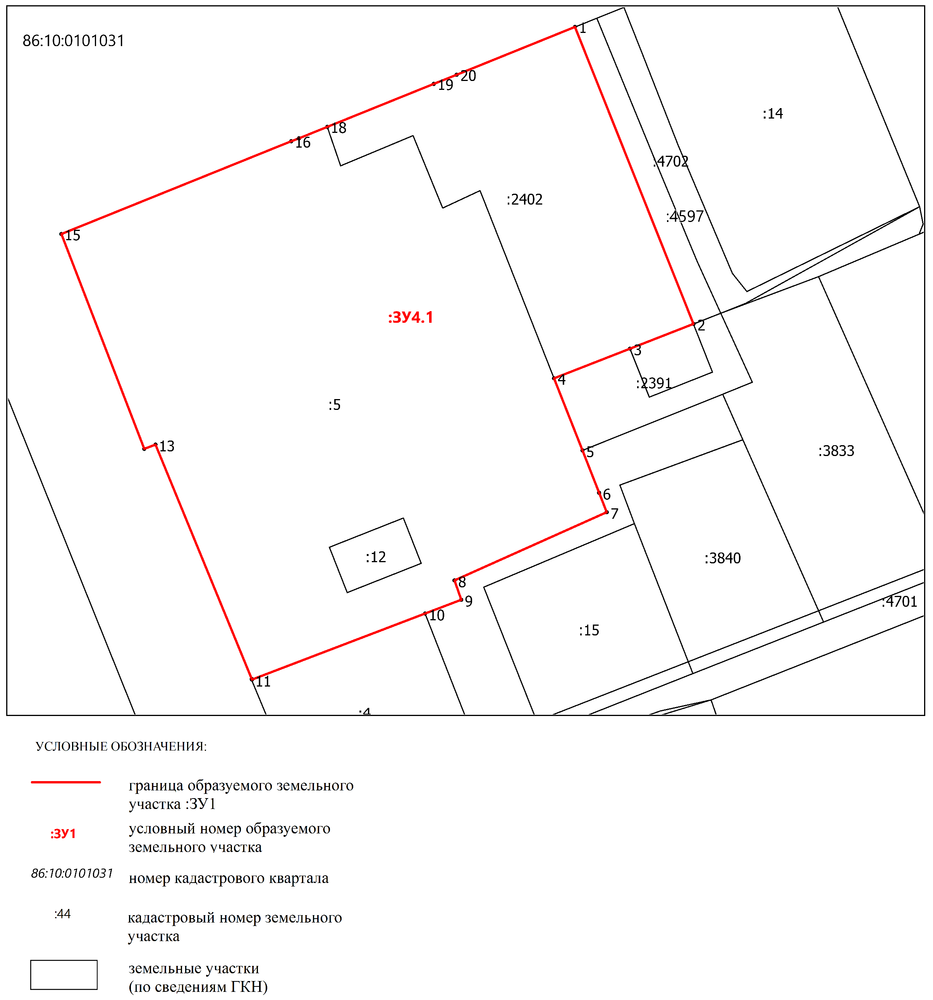 86:10:0101031
1
20
19
18
16
:14
:4702
:2402
:4597
15
:ЗУ4.1
2
3
4
:2391
:5
13
5
:3833
6
7
:12
:3840
8
9
:4701
10
:15
11
:4
УСЛОВНЫЕ ОБОЗНАЧЕНИЯ:
граница образуемого земельного
участка :ЗУ1
:ЗУ1
условный номер образуемого
земельного участка
86:10:0101031
номер кадастрового квартала
:44
кадастровый номер земельного
участка
земельные участки
(по сведениям ГКН)